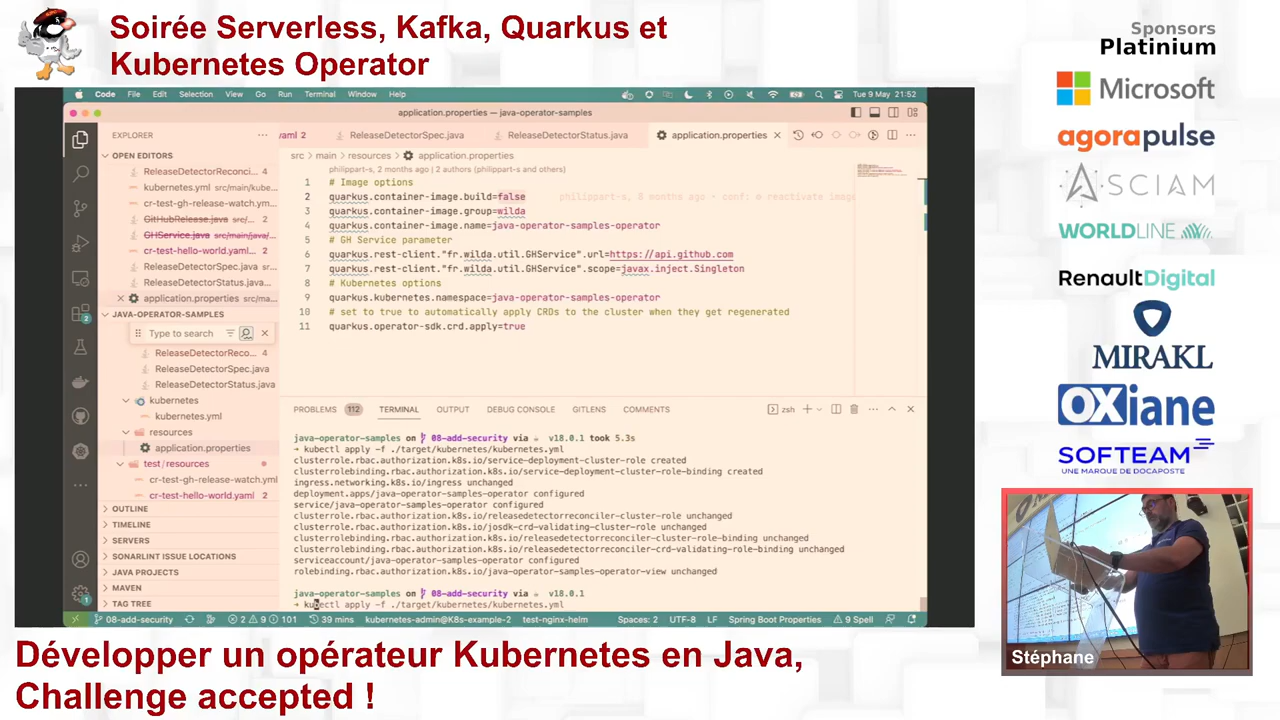 Soirée Serverless, Kafka, Quarkus et
Kubernetes Operator
Sponsors
Platinium
Microsoft
agorapulse
ASCIAM
WORLDLINE
RenaultDigital
MIRAKL
OXiane
SOFTEAM
UNE MARQUE DE DOCAPOSTE
Code File Edit Selection View Go Run Terminal Window Help Tue 9 May 21:52
application.properties — java-operator-samples
EXPLORER
yaml 2 ReleaseDetectorSpec.java ReleaseDetectorStatus.java application.properties
OPEN EDITORS
ReleaseDetectorReconci... 4
kubernetes.yml src/main/kube...
cr-test-gh-release-watch.ym...
GitHubRelease.java src/... 2
GHService.java src/main/java/...
cr-test-hello-world.yaml... 2
ReleaseDetectorSpec.java sr...
ReleaseDetectorStatus.java...
application.properties src/ma...
JAVA-OPERATOR-SAMPLES
Type to search
ReleaseDetectorReco... 4
ReleaseDetectorSpec.java
ReleaseDetectorStatus.java
kubernetes
kubernetes.yml
resources
application.properties
test/resources
cr-test-gh-release-watch.yml
cr-test-hello-world.yaml 2
OUTLINE
TIMELINE
SERVERS
SONARLINT ISSUE LOCATIONS
JAVA PROJECTS
MAVEN
TAG TREE
src > main > resources > application.properties
philippart-s, 2 months ago | 2 authors (philippart-s and others)
1 # Image options
2 quarkus.container-image.build=false philippart-s, 2 months ago • conf: reactivate image
3 quarkus.container-image.group=wilda
4 quarkus.container-image.name=java-operator-samples-operator
5 # GH Service parameter
6 quarkus.rest-client."fr.wilda.util.GHService".url=https://api.github.com
7 quarkus.rest-client."fr.wilda.util.GHService".scope=javax.inject.Singleton
8 # Kubernetes options
9 quarkus.kubernetes.namespace=java-operator-samples-operator
10 # set to true to automatically apply CRDs to the cluster when they get regenerated
11 quarkus.operator-sdk.crd.apply=true
PROBLEMS 112 TERMINAL OUTPUT DEBUG CONSOLE GITLENS COMMENTS zsh
java-operator-samples on 08-add-security via v18.0.1 took 5.3s
→ kubectl apply -f ./target/kubernetes/kubernetes.yml
clusterrole.rbac.authorization.k8s.io/service-deployment-cluster-role created
clusterrolebinding.rbac.authorization.k8s.io/service-deployment-cluster-role-binding created
ingress.networking.k8s.io/ingress unchanged
deployment.apps/java-operator-samples-operator configured
service/java-operator-samples-operator configured
clusterrole.rbac.authorization.k8s.io/releasedetectorreconciler-cluster-role unchanged
clusterrole.rbac.authorization.k8s.io/josdk-crd-validating-cluster-role unchanged
clusterrolebinding.rbac.authorization.k8s.io/releasedetectorreconciler-cluster-role-binding unchanged
clusterrolebinding.rbac.authorization.k8s.io/releasedetectorreconciler-crd-validating-role-binding unchanged
serviceaccount/java-operator-samples-operator configured
rolebinding.rbac.authorization.k8s.io/java-operator-samples-operator-view unchanged
java-operator-samples on 08-add-security via v18.0.1
→ kubectl apply -f ./target/kubernetes/kubernetes.yml
08-add-security 2 9 101 39 mins kubernetes-admin@K8s-example-2 test-nginx-helm Spaces: 2 UTF-8 LF Spring Boot Properties 9 Spell
Stéphane
Développer un opérateur Kubernetes en Java,
Challenge accepted !